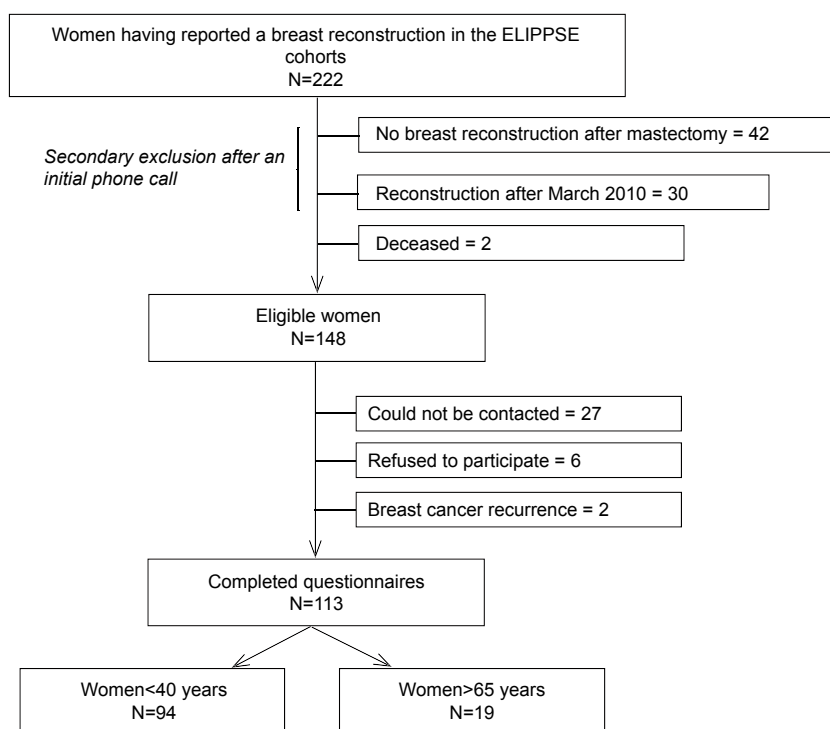 Women having reported a breast reconstruction in the ELIPPSE
cohorts
N=222
No breast reconstruction after mastectomy = 42
Secondary exclusion after an
initial phone call
Reconstruction after March 2010 = 30
Deceased = 2
Eligible women
N=148
Could not be contacted = 27
Refused to participate = 6
Breast cancer recurrence = 2
Completed questionnaires
N=113
Women<40 years
N=94
Women>65 years
N=19